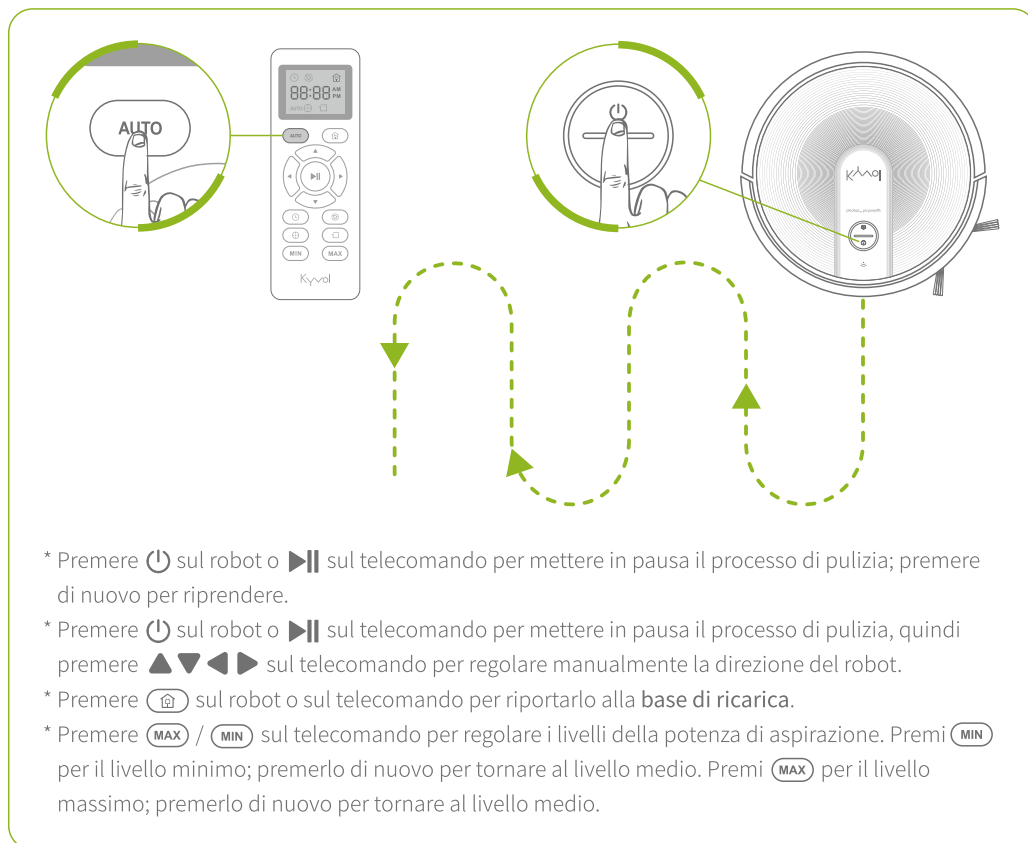 AUTO
88:88 AM
PM
AUTO
AUTO
MIN MAX
Kyvol
Kyvol
* Premere sul robot o sul telecomando per mettere in pausa il processo di pulizia; premere
di nuovo per riprendere.
* Premere sul robot o sul telecomando per mettere in pausa il processo di pulizia, quindi
premere ▲ ▼ ◀ ▶ sul telecomando per regolare manualmente la direzione del robot.
* Premere sul robot o sul telecomando per riportarlo alla base di ricarica.
* Premere MAX / MIN sul telecomando per regolare i livelli della potenza di aspirazione. Premi MIN
per il livello minimo; premerlo di nuovo per tornare al livello medio. Premi MAX per il livello
massimo; premerlo di nuovo per tornare al livello medio.